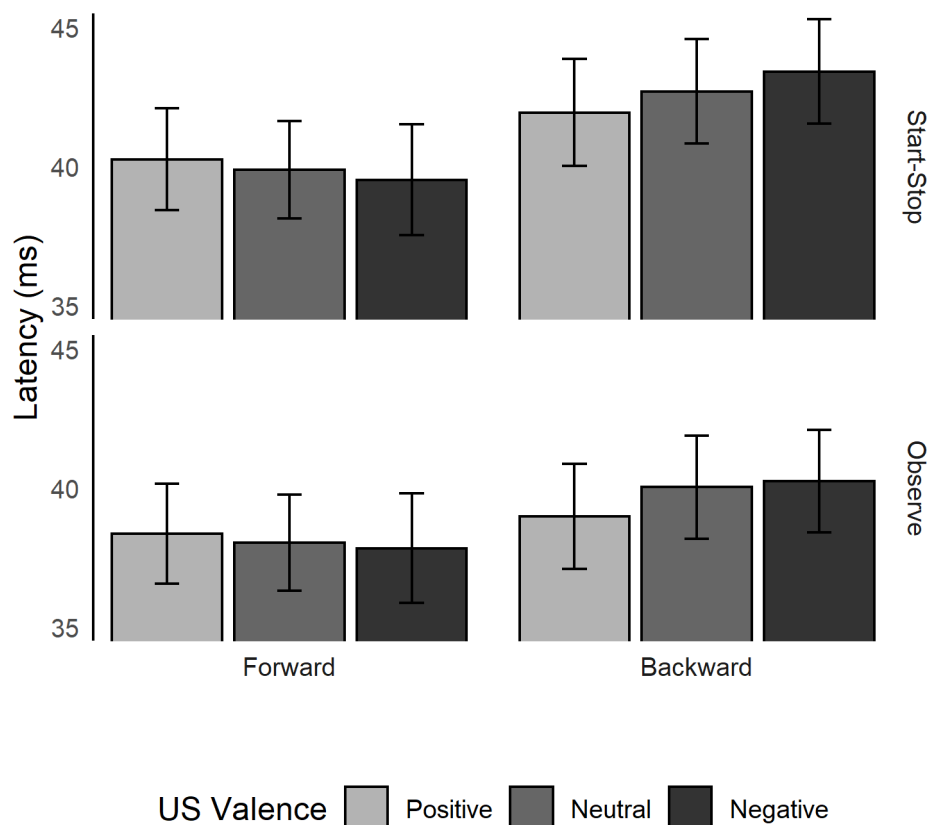 45
40
35
Start-Stop
Latency (ms)
45
40
35
Observe
Forward Backward
US Valence Positive Neutral Negative